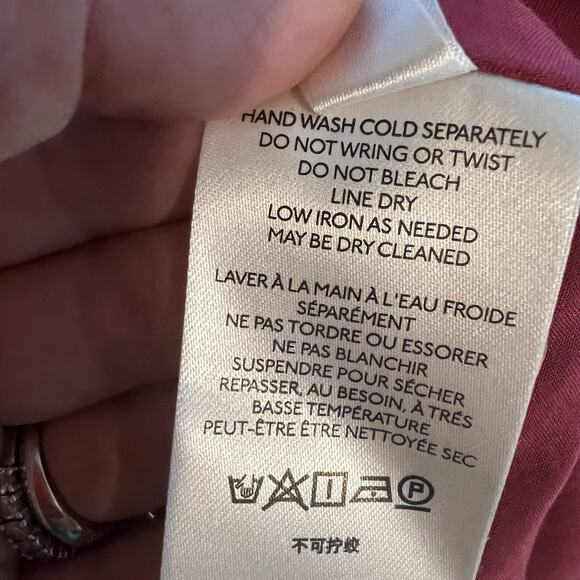 HAND WASH COLD SEPARATELY
DO NOT WRING OR TWIST
DO NOT BLEACH
LINE DRY
LOW IRON AS NEEDED
MAY BE DRY CLEANED
LAVER À LA MAIN À L'EAU FROIDE
SÉPARÉMENT
NE PAS TORDRE OU ESSORER
NE PAS BLANCHIR
SUSPENDRE POUR SÉCHER
REPASSER, AU BESOIN, À TRÉS
BASSE TEMPÉRATURE
PEUT-ÊTRE ÊTRE NETTOYÉE SEC
P
不可拧绞